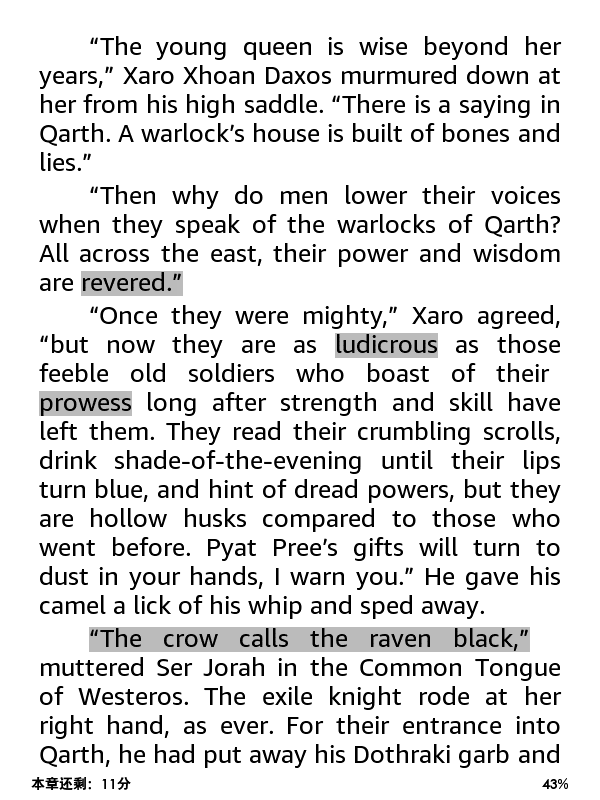 “The young queen is wise beyond her
years,” Xaro Xhoan Daxos murmured down at
her from his high saddle. “There is a saying in
Qarth. A warlock’s house is built of bones and
lies.”
“Then why do men lower their voices
when they speak of the warlocks of Qarth?
All across the east, their power and wisdom
are revered.”
“Once they were mighty,” Xaro agreed,
“but now they are as ludicrous as those
feeble old soldiers who boast of their
prowess long after strength and skill have
left them. They read their crumbling scrolls,
drink shade-of-the-evening until their lips
turn blue, and hint of dread powers, but they
are hollow husks compared to those who
went before. Pyat Pree’s gifts will turn to
dust in your hands, I warn you.” He gave his
camel a lick of his whip and sped away.
“The crow calls the raven black,”
muttered Ser Jorah in the Common Tongue
of Westeros. The exile knight rode at her
right hand, as ever. For their entrance into
Qarth, he had put away his Dothraki garb and
本章还剩：11分 43%